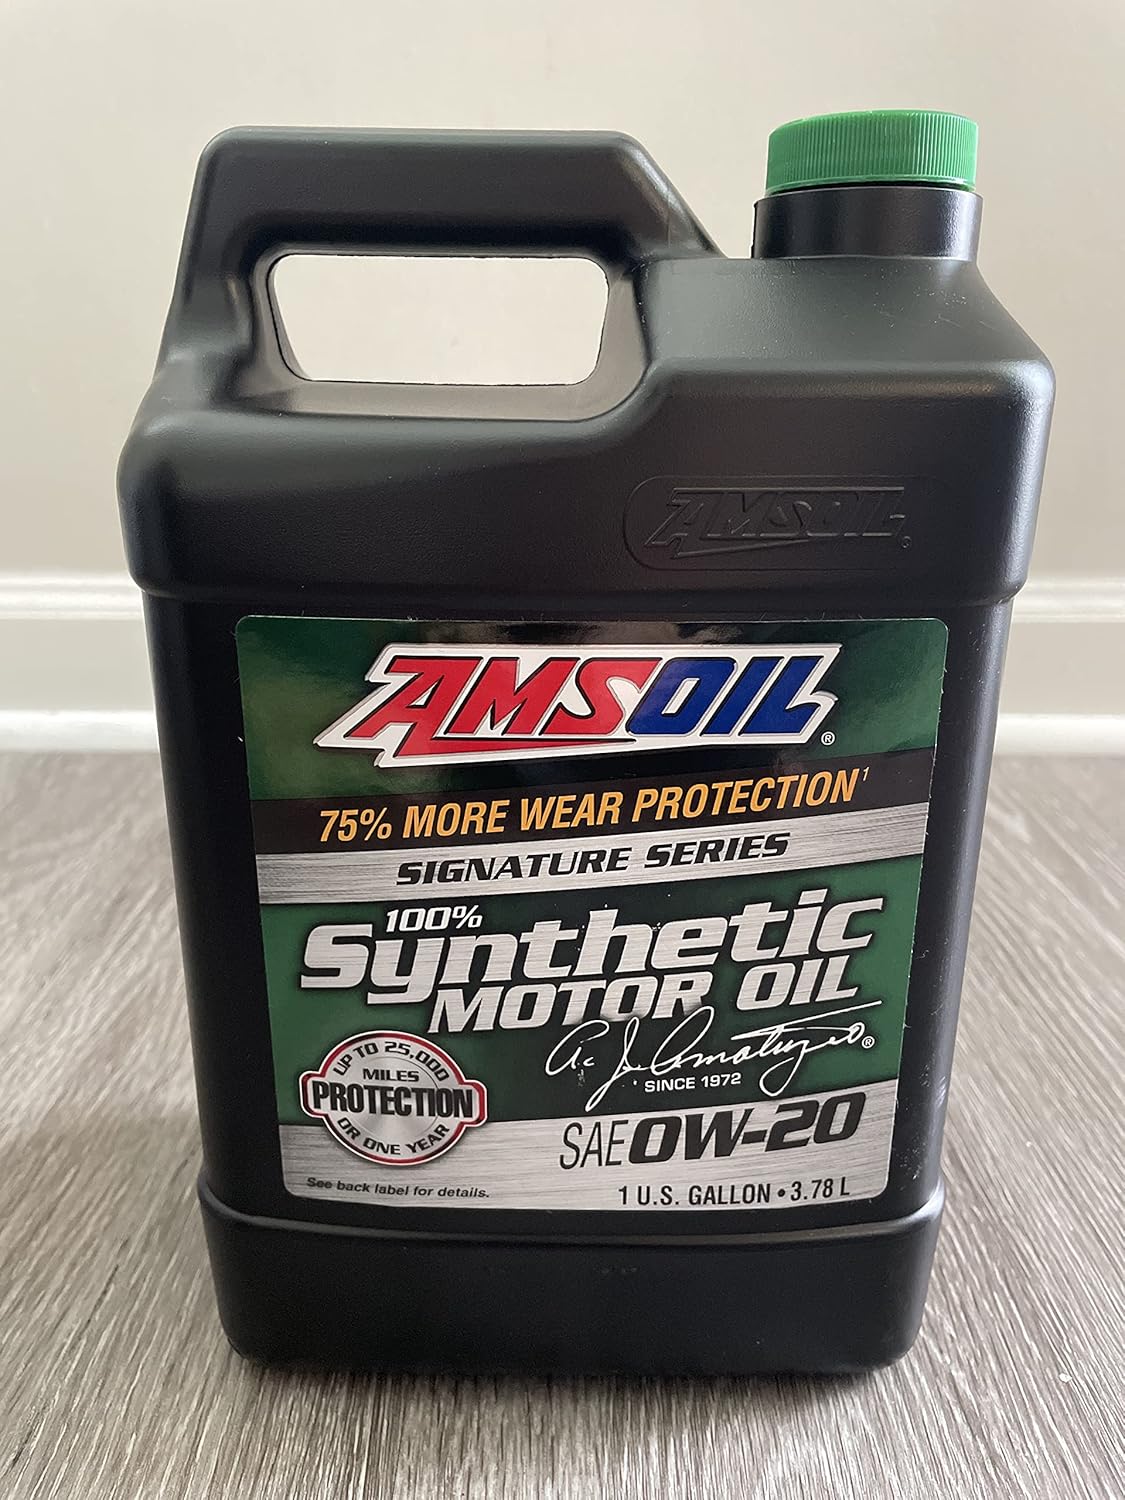 AMSOIL
AMSOIL®
75% MORE WEAR PROTECTION¹
SIGNATURE SERIES
100%
Synthetic
MOTOR OIL
A.J. Amatuzio®
SINCE 1972
UP TO 25,000
MILES
PROTECTION
OR ONE YEAR
SAE 0W-20
See back label for details.
1 U.S. GALLON • 3.78 L